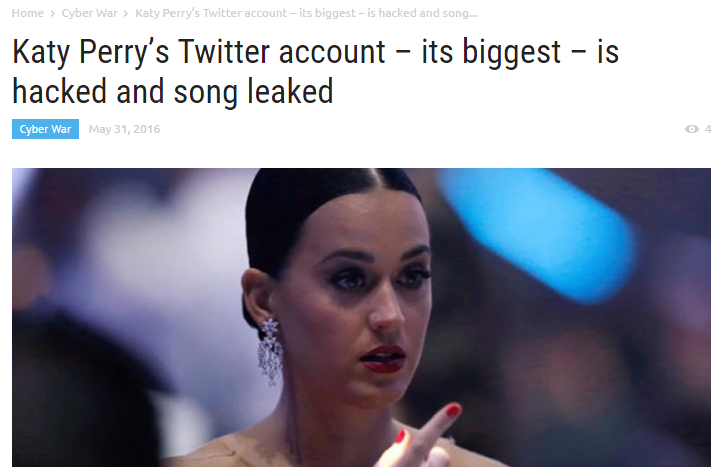 Home > Cyber War > Katy Perry's Twitter account – its biggest – is hacked and song...
Katy Perry’s Twitter account – its biggest – is
hacked and song leaked
Cyber War May 31, 2016 4